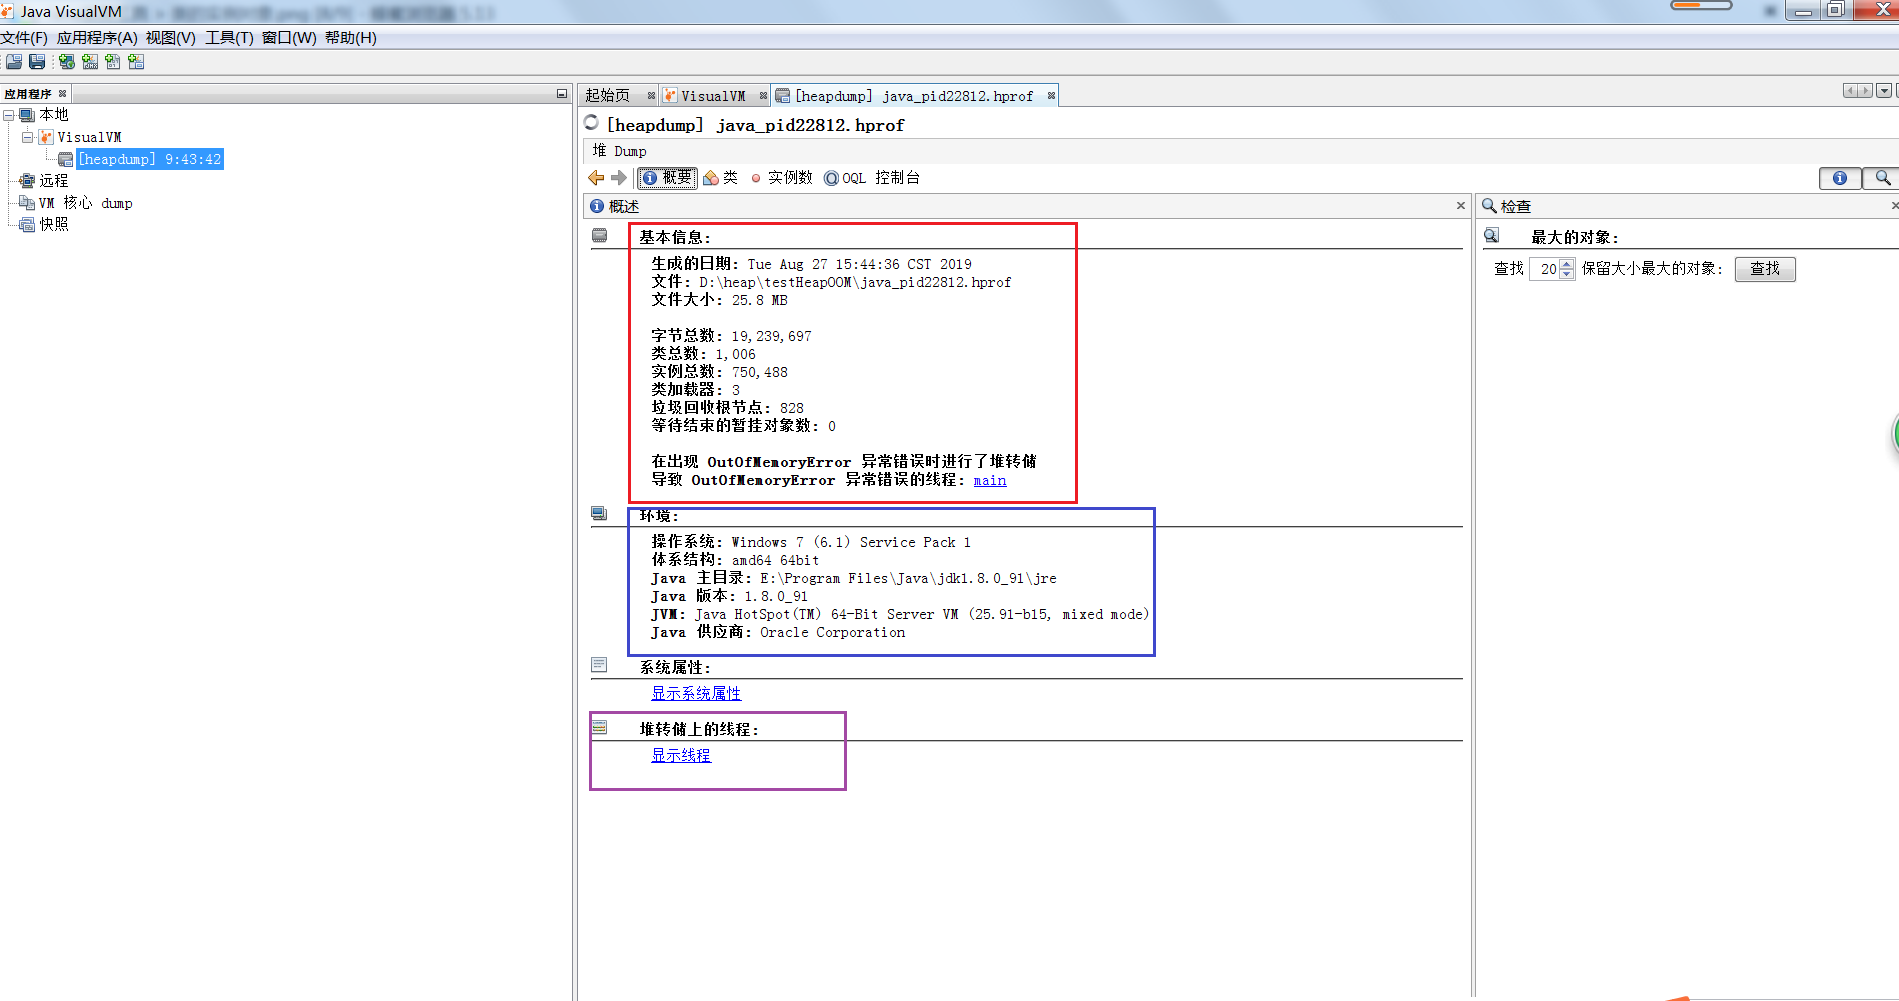 Java VisualVM
文件(F) 应用程序(A) 视图(V) 工具(T) 窗口(W) 帮助(H)
应用程序
本地
VisualVM
[heapdump] 9:43:42
远程
VM 核心 dump
快照
起始页 VisualVM [heapdump] java_pid22812.hprof
[heapdump] java_pid22812.hprof
堆 Dump
概要 类 实例数 OQL 控制台
概述
基本信息:
生成的日期: Tue Aug 27 15:44:36 CST 2019
文件: D:\heap\testHeapOOM\java_pid22812.hprof
文件大小: 25.8 MB
字节总数: 19,239,697
类总数: 1,006
实例总数: 750,488
类加载器: 3
垃圾回收根节点: 828
等待结束的暂挂对象数: 0
在出现 OutOfMemoryError 异常错误时进行了堆转储
导致 OutOfMemoryError 异常错误的线程: main
环境:
操作系统: Windows 7 (6.1) Service Pack 1
体系结构: amd64 64bit
Java 主目录: E:\Program Files\Java\jdk1.8.0_91\jre
Java 版本: 1.8.0_91
JVM: Java HotSpot(TM) 64-Bit Server VM (25.91-b15, mixed mode)
Java 供应商: Oracle Corporation
系统属性:
显示系统属性
堆转储上的线程:
显示线程
检查
最大的对象:
查找 20 保留大小最大的对象: 查找